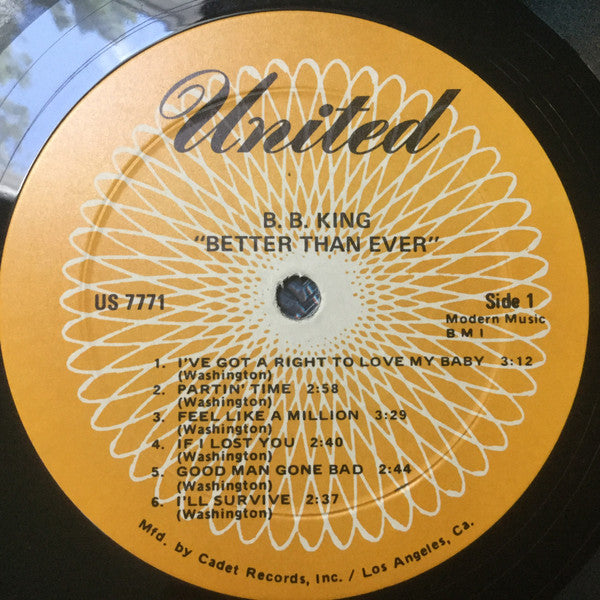 United
B. B. KING
"BETTER THAN EVER"
US 7771
Side 1
Modern Music
B M I
1. I'VE GOT A RIGHT TO LOVE MY BABY 3:12
(Washington)
2. PARTIN' TIME 2:58
(Washington)
3. FEEL LIKE A MILLION 3:29
(Washington)
4. IF I LOST YOU 2:40
(Washington)
5. GOOD MAN GONE BAD 2:44
(Washington)
6. I'LL SURVIVE 2:37
(Washington)
Mfd. by Cadet Records, Inc. / Los Angeles, Ca.